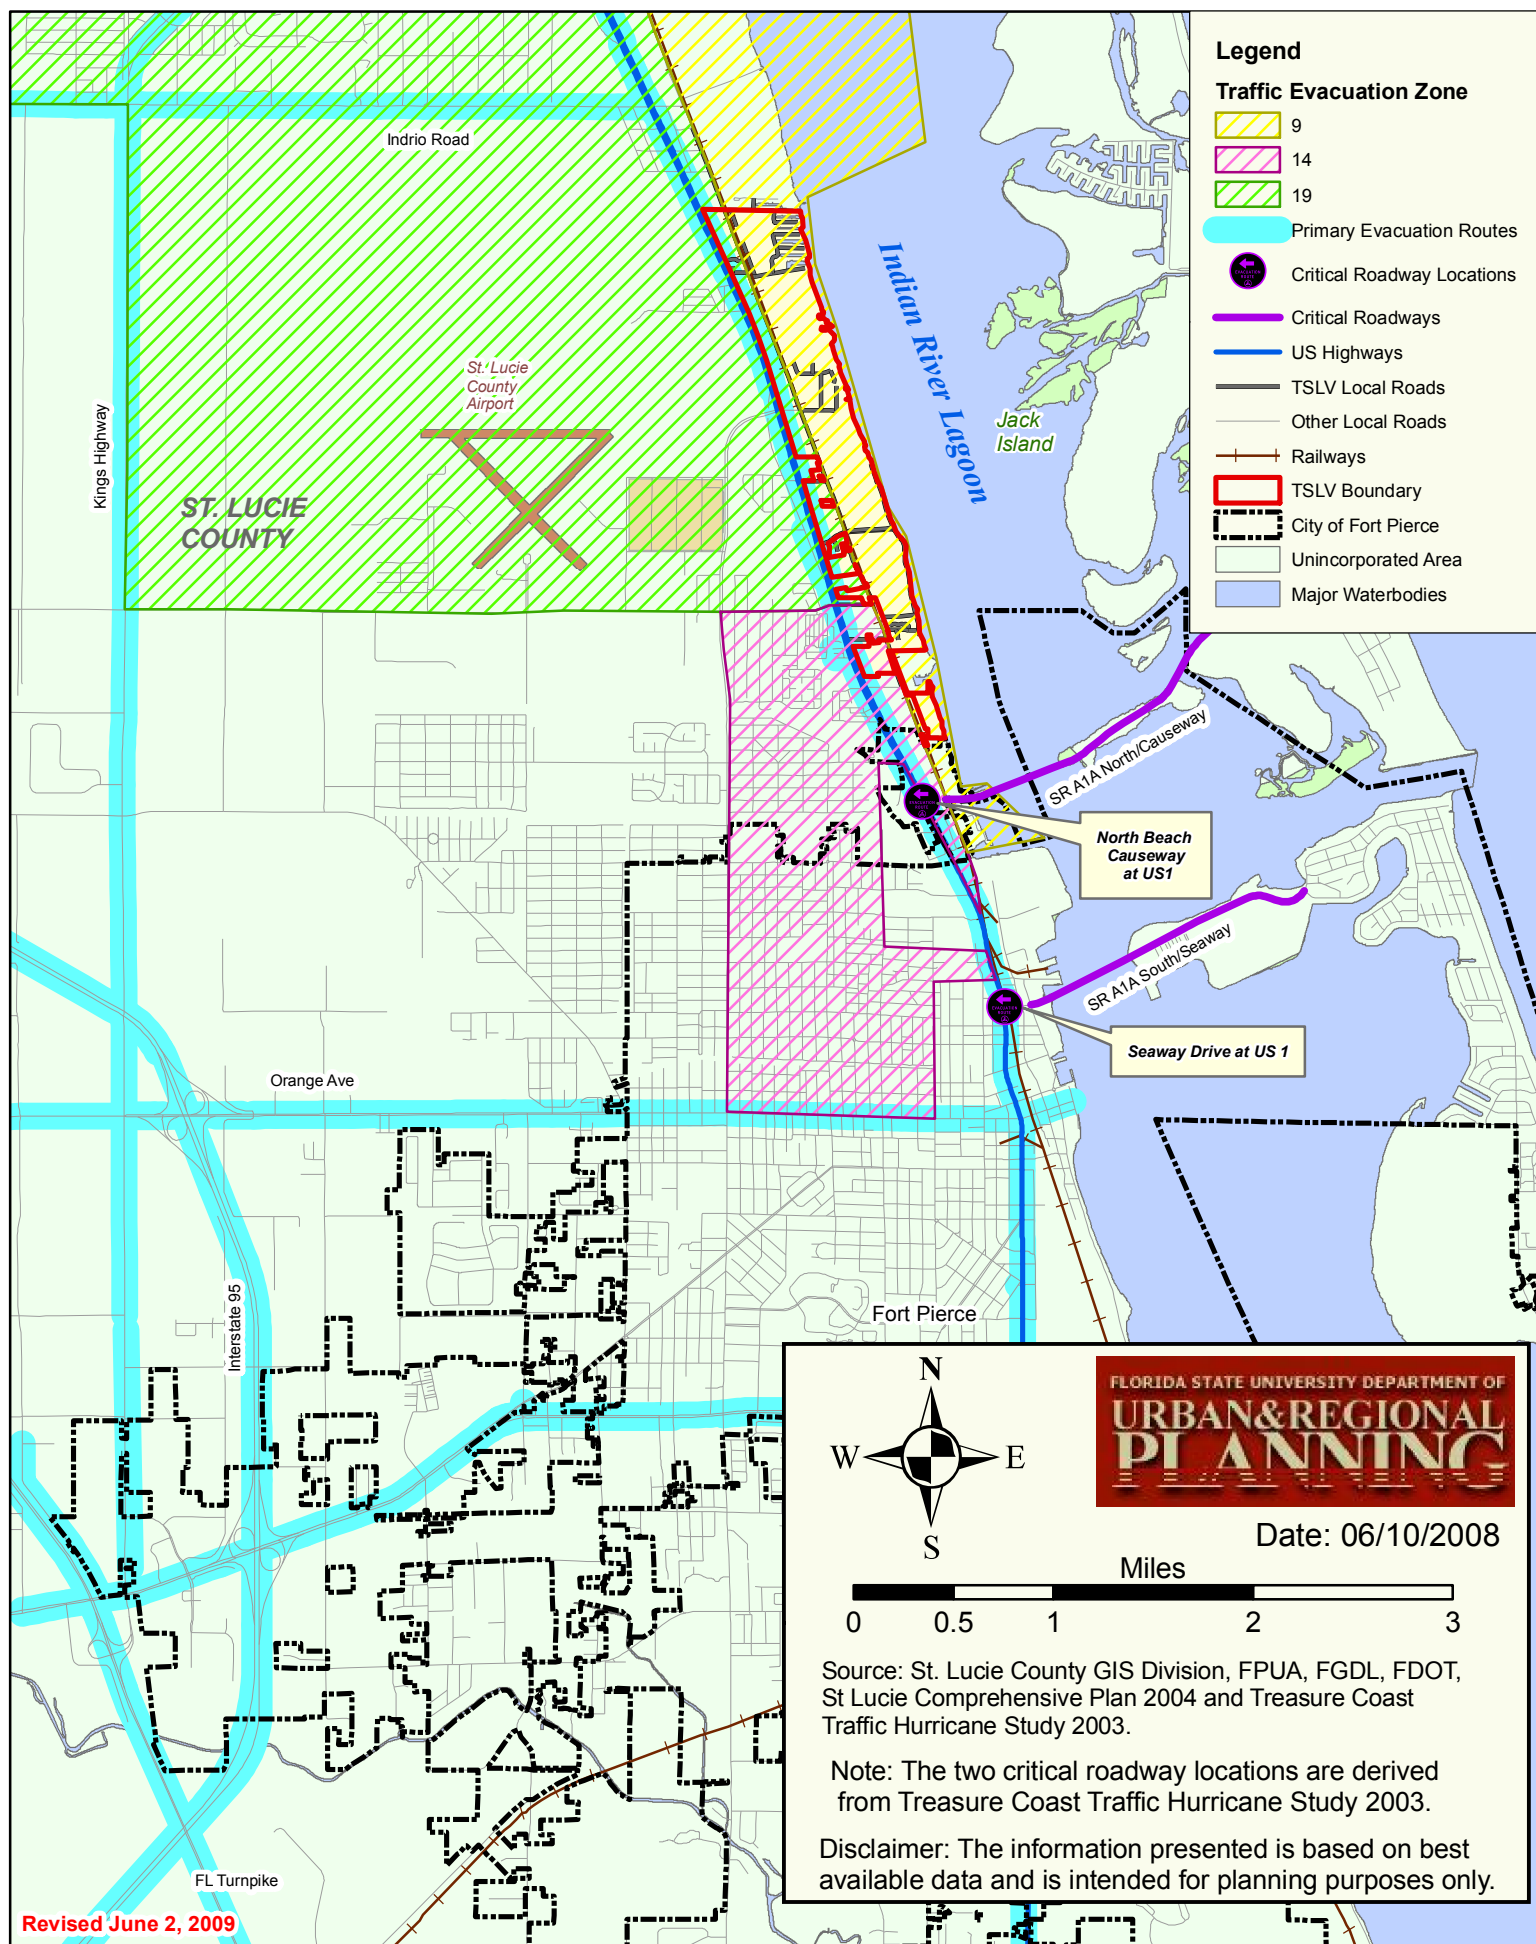 Legend
Traffic Evacuation Zone
9
14
19
Primary Evacuation Routes
Critical Roadway Locations
Critical Roadways
US Highways
TSLV Local Roads
Other Local Roads
Railways
TSLV Boundary
City of Fort Pierce
Unincorporated Area
Major Waterbodies
Indrio Road
Kings Highway
St. Lucie
County
Airport
ST. LUCIE
COUNTY
Indian River Lagoon
Jack
Island
SR A1A North/Causeway
North Beach
Causeway
at US1
SR A1A South/Seaway
Seaway Drive at US 1
Orange Ave
Interstate 95
Fort Pierce
FL Turnpike
Revised June 2, 2009
N
W
E
S
FLORIDA STATE UNIVERSITY DEPARTMENT OF
URBAN&REGIONAL
PLANNING
Date: 06/10/2008
Miles
0 0.5 1 2 3
Source: St. Lucie County GIS Division, FPUA, FGDL, FDOT,
St Lucie Comprehensive Plan 2004 and Treasure Coast
Traffic Hurricane Study 2003.
Note: The two critical roadway locations are derived
from Treasure Coast Traffic Hurricane Study 2003.
Disclaimer: The information presented is based on best
available data and is intended for planning purposes only.